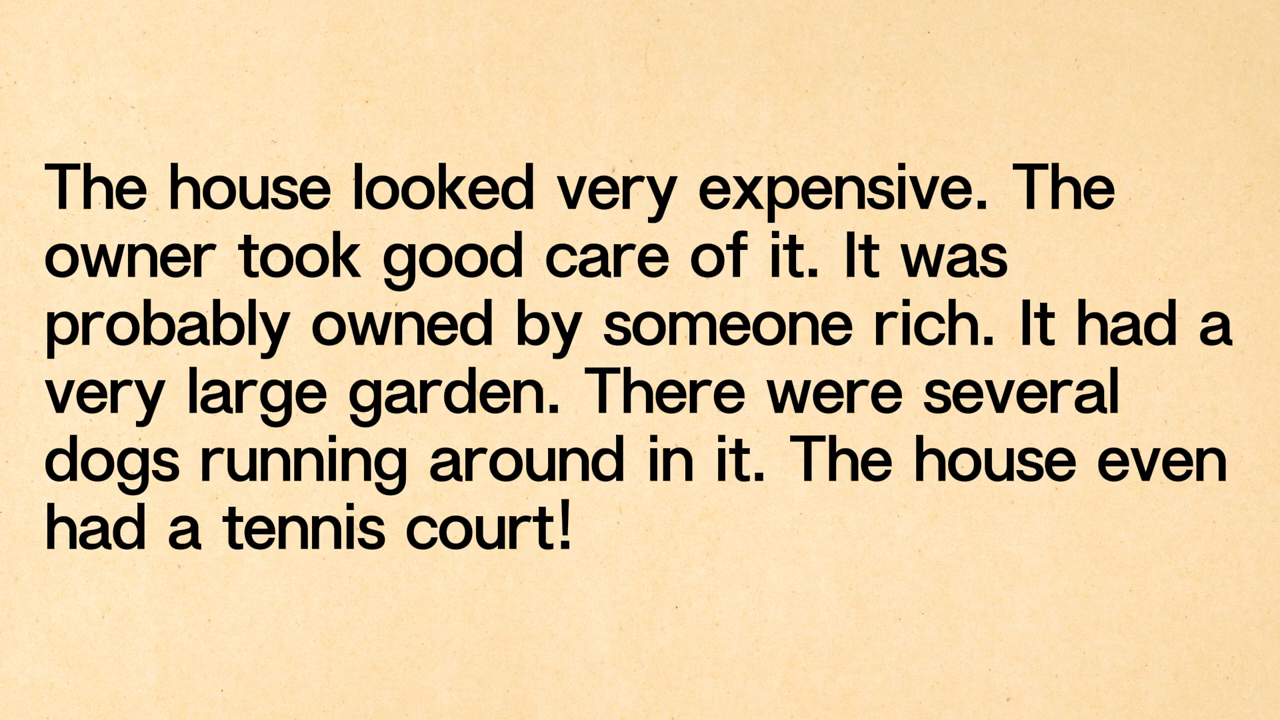 The house looked very expensive. The
owner took good care of it. It was
probably owned by someone rich. It had a
very large garden. There were several
dogs running around in it. The house even
had a tennis court!